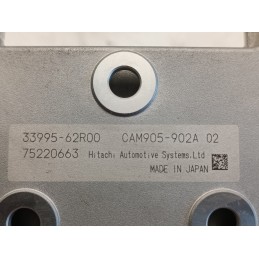 33995-62R00 CAM905-902A 02
75220663 Hitachi Automotive Systems.Ltd
MADE IN JAPAN